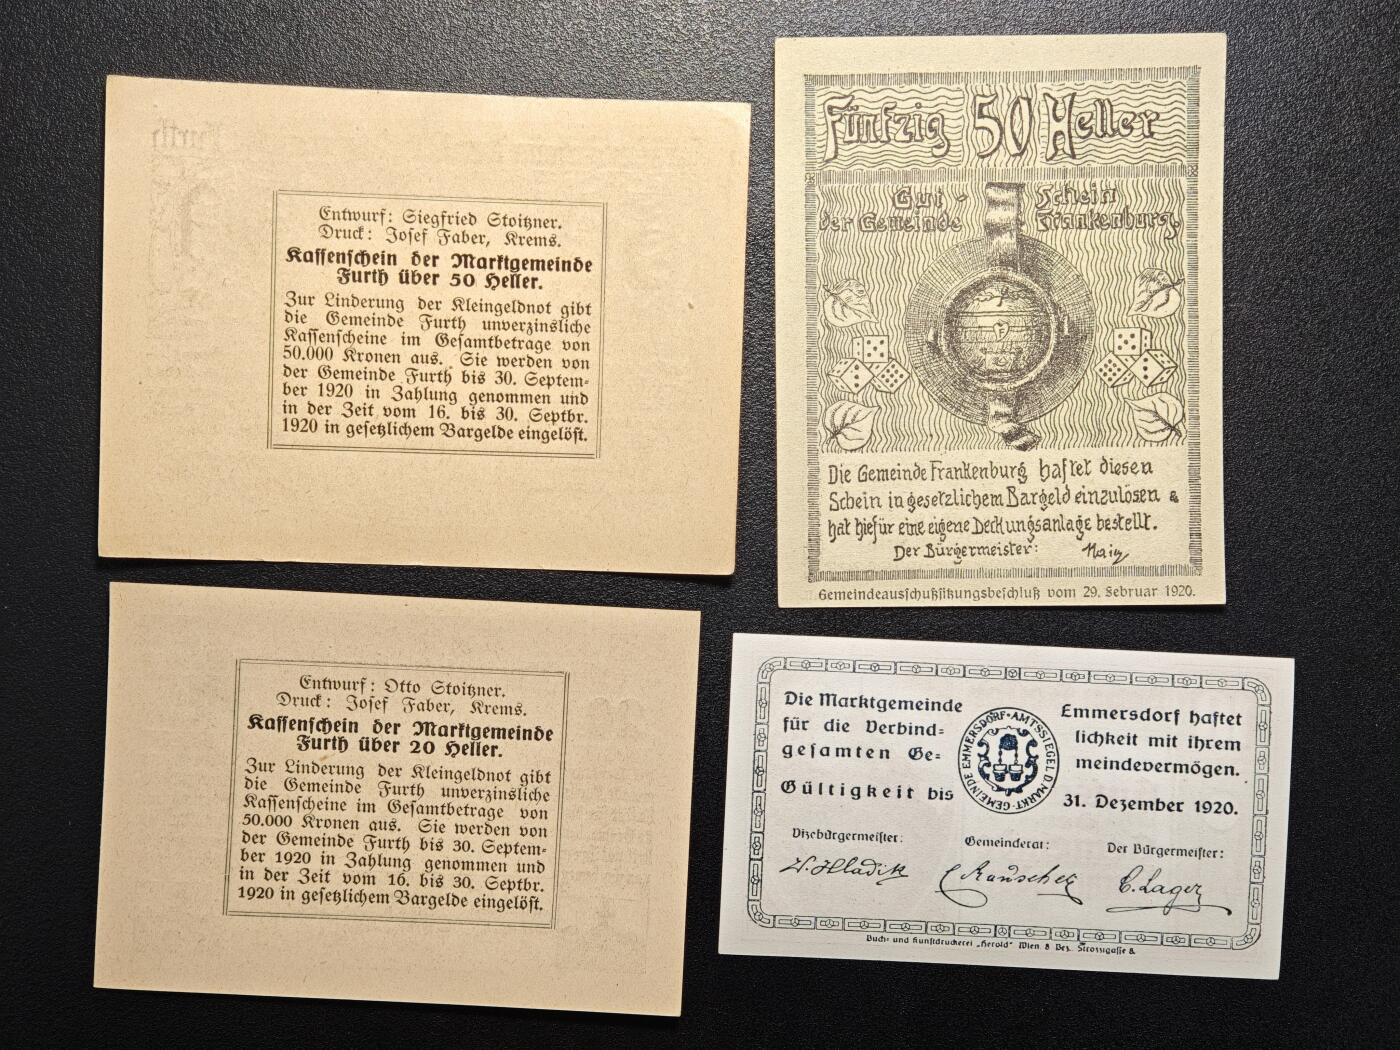 Entwurf: Siegfried Stoitzner.
Druck: Josef Faber, Krems.
Kassenschein der Marktgemeinde
Furth über 50 Heller.
Zur Linderung der Kleingeldnot gibt
die Gemeinde Furth unverzinsliche
Kassenscheine im Gesamtbetrage von
50.000 Kronen aus. Sie werden von
der Gemeinde Furth bis 30. Septem-
ber 1920 in Zahlung genommen und
in der Zeit vom 16. bis 30. Septbr.
1920 in gesetzlichem Bargelde eingelöst.
Fünfzig 50 Heller
Gut-Schein
der Gemeinde Frankenburg.
F
Die Gemeinde Frankenburg haftet diesen
Schein in gesetzlichem Bargeld einzulösen &
hat hiefür eine eigene Deckungsanlage bestellt.
Der Bürgermeister:
Gemeindeausschußsitzungsbeschluß vom 29. Februar 1920.
Entwurf: Otto Stoitzner.
Druck: Josef Faber, Krems.
Kassenschein der Marktgemeinde
Furth über 20 Heller.
Zur Linderung der Kleingeldnot gibt
die Gemeinde Furth unverzinsliche
Kassenscheine im Gesamtbetrage von
50.000 Kronen aus. Sie werden von
der Gemeinde Furth bis 30. Septem-
ber 1920 in Zahlung genommen und
in der Zeit vom 16. bis 30. Septbr.
1920 in gesetzlichem Bargelde eingelöst.
Die Marktgemeinde Emmersdorf haftet
für die Verbind= lichkeit mit ihrem
gesamten Ge= meindevermögen.
Gültigkeit bis 31. Dezember 1920.
AMTSSIEGEL D. MARKT-GEMEINDE EMMERSDORF
Vizebürgermeister: Gemeinderat: Der Bürgermeister:
W. Hladik C. Rauscher C. Lager
Buch- und Kunstdruckerei „Herold" Wien 8 Bez. Strozzigasse 8.